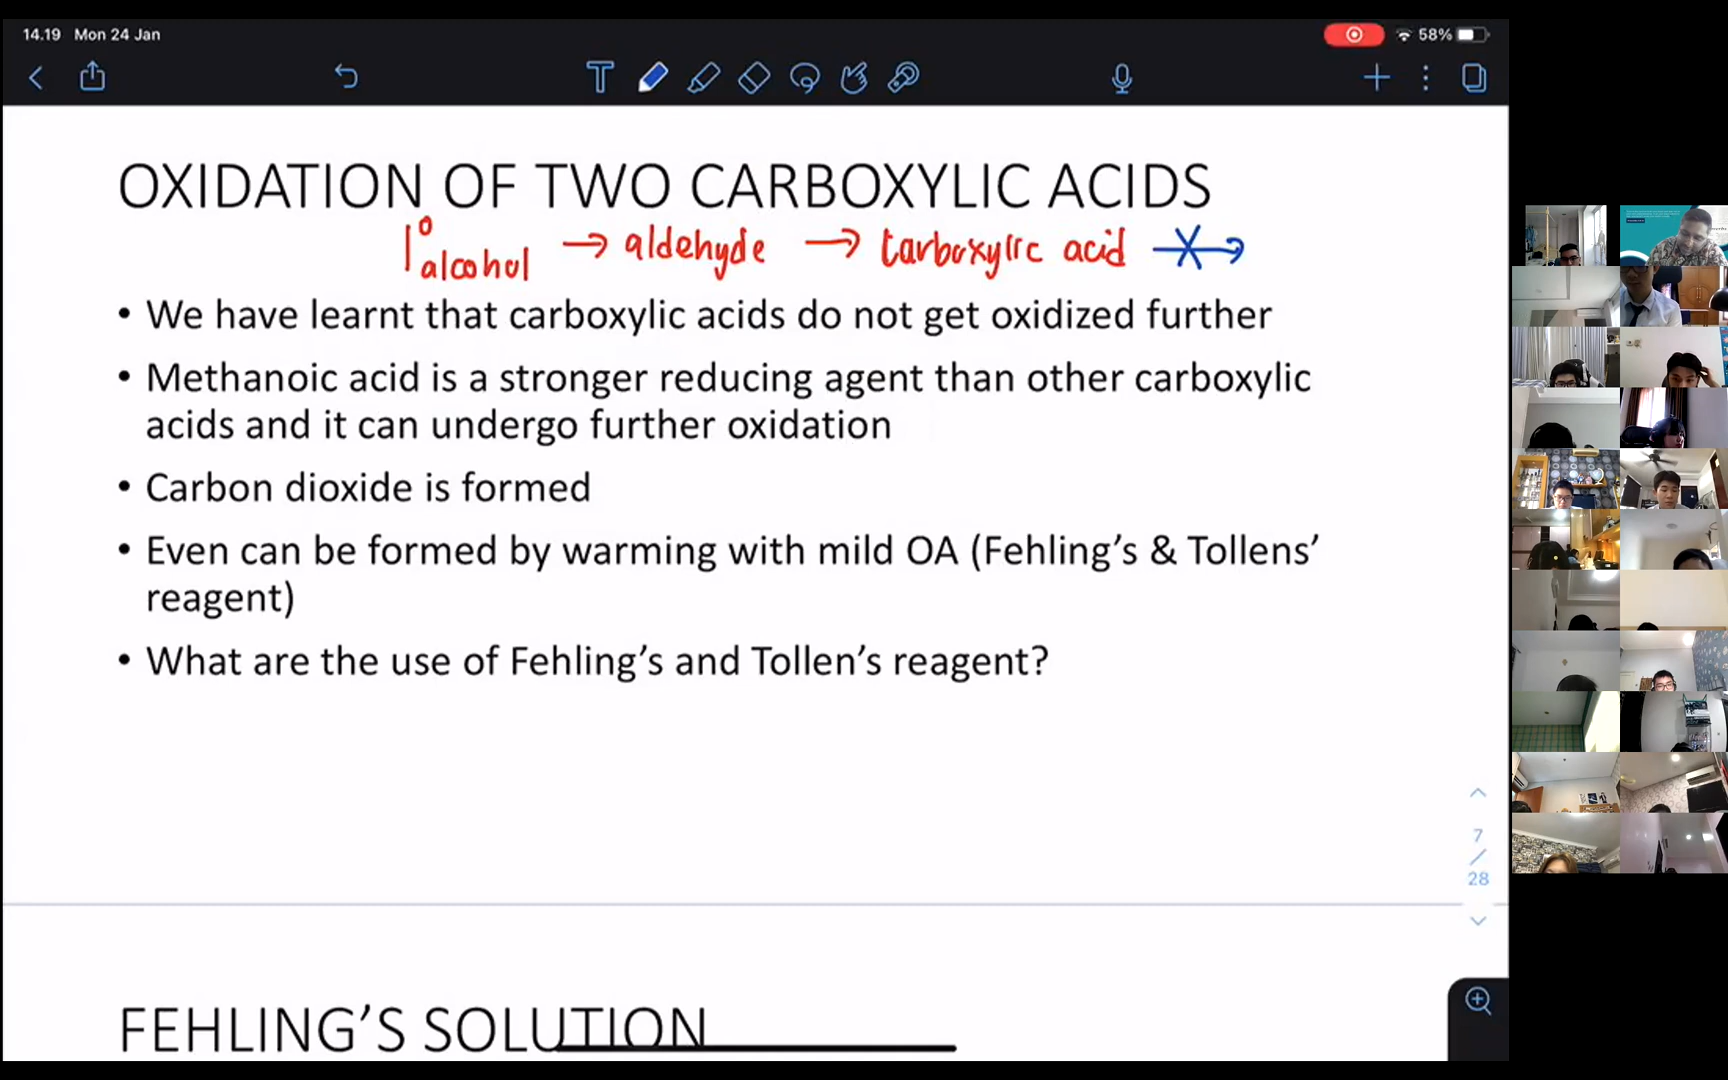 14.19 Mon 24 Jan
58%
OXIDATION OF TWO CARBOXYLIC ACIDS
1° alcohol → aldehyde → carboxylic acid
• We have learnt that carboxylic acids do not get oxidized further
• Methanoic acid is a stronger reducing agent than other carboxylic
acids and it can undergo further oxidation
• Carbon dioxide is formed
• Even can be formed by warming with mild OA (Fehling’s & Tollens’
reagent)
• What are the use of Fehling’s and Tollen’s reagent?
7
/
28
FEHLING’S SOLUTION